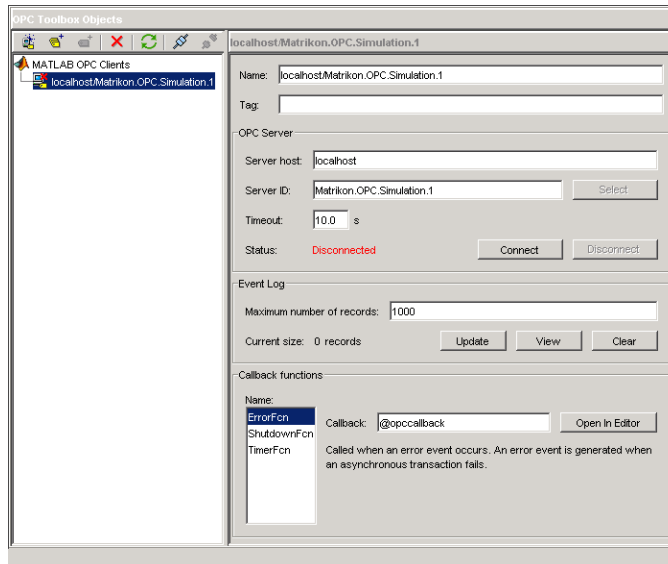 OPC Toolbox Objects
localhost/Matrikon.OPC.Simulation.1
MATLAB OPC Clients
localhost/Matrikon.OPC.Simulation.1
Name: localhost/Matrikon.OPC.Simulation.1
Tag:
OPC Server
Server host: localhost
Server ID: Matrikon.OPC.Simulation.1 Select
Timeout: 10.0 s
Status: Disconnected Connect Disconnect
Event Log
Maximum number of records: 1000
Current size: 0 records Update View Clear
Callback functions
Name:
ErrorFcn
ShutdownFcn
TimerFcn
Callback: @opccallback Open In Editor
Called when an error event occurs. An error event is generated when
an asynchronous transaction fails.